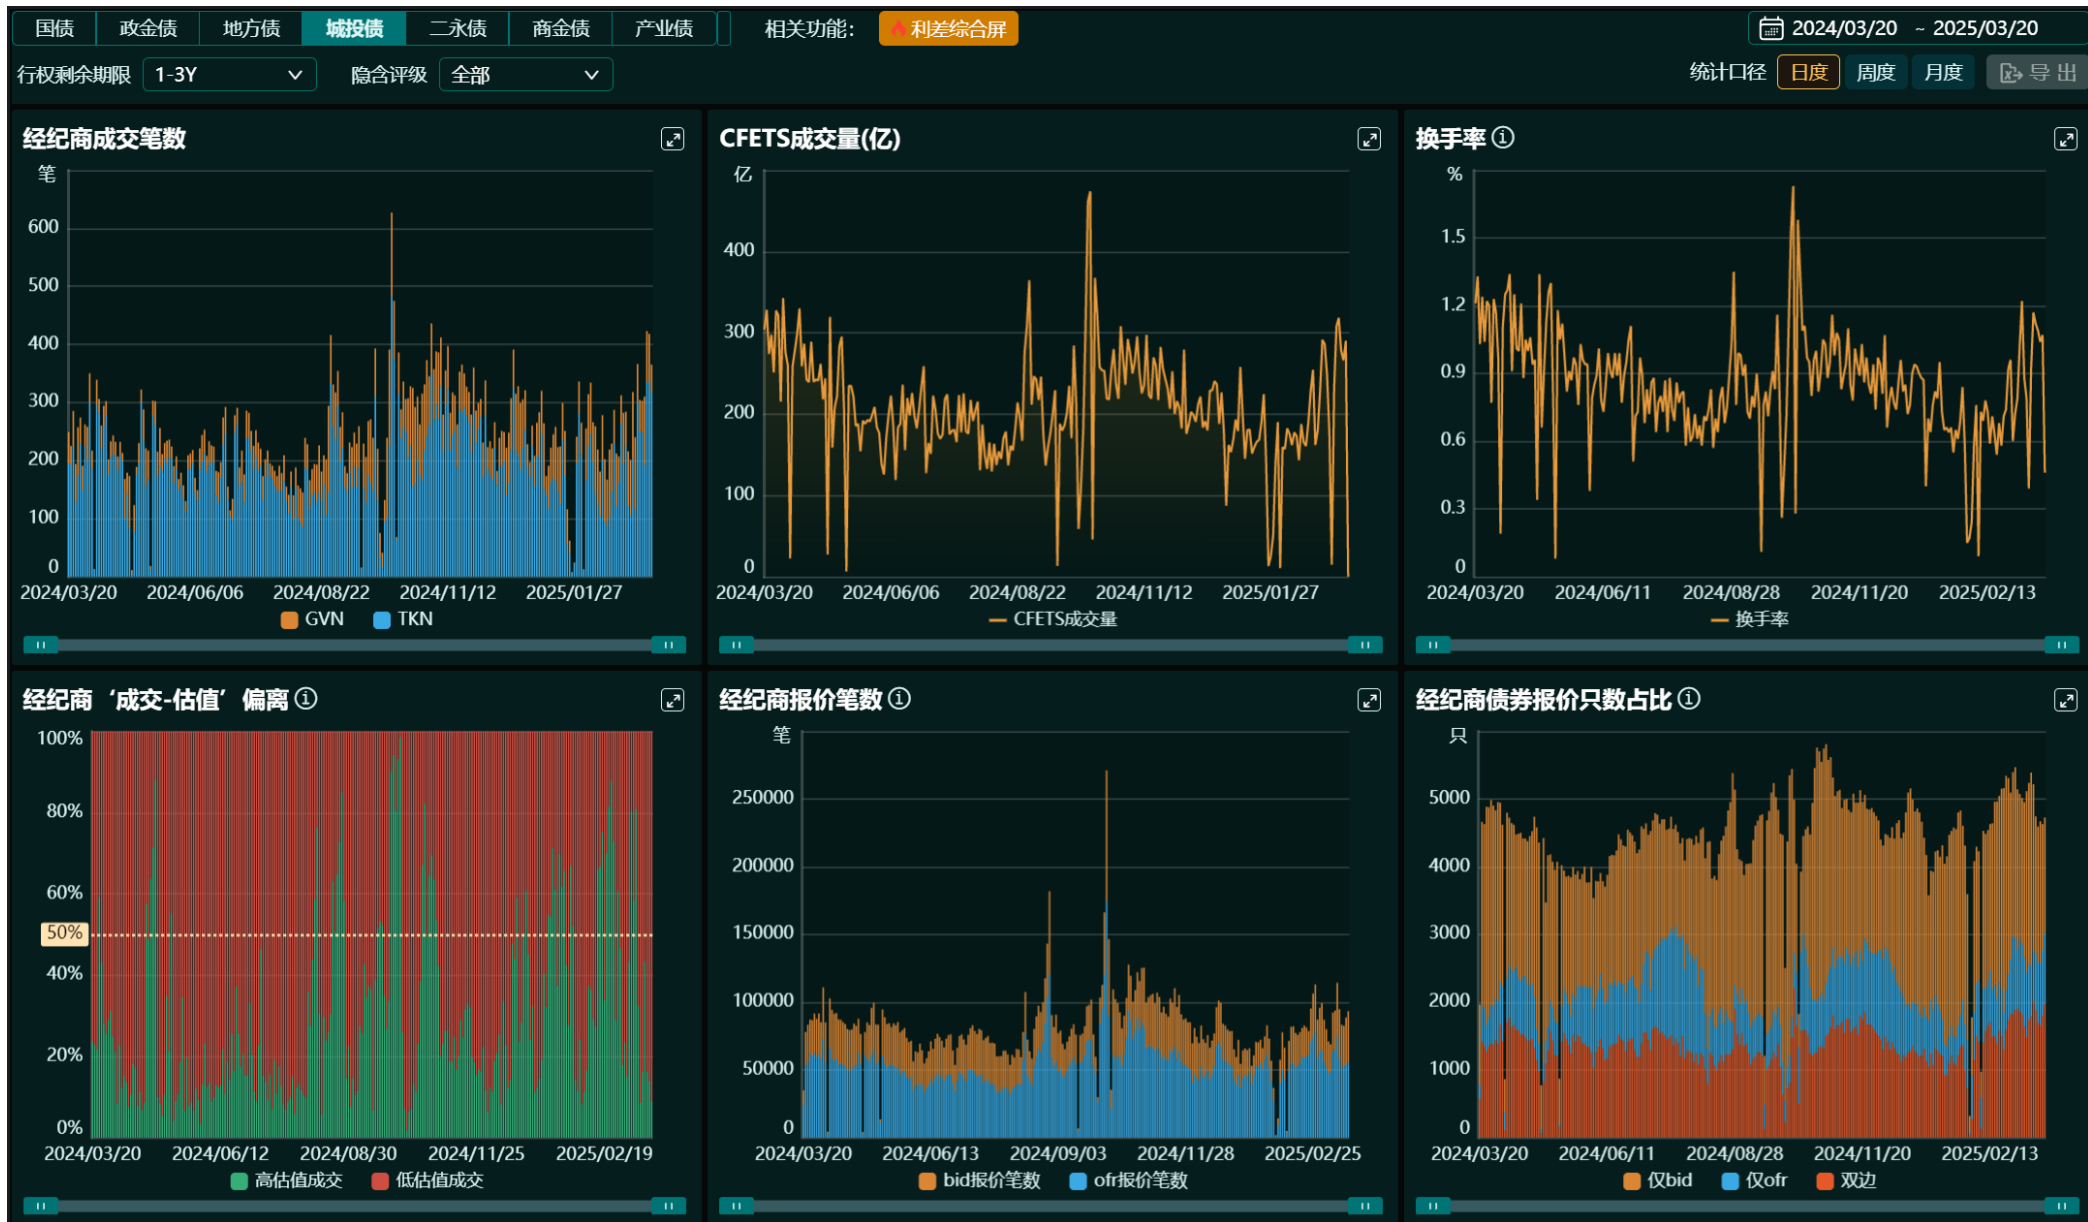 国债 政金债 地方债 城投债 二永债 商金债 产业债 相关功能： 利差综合屏 2024/03/20 ~ 2025/03/20
行权剩余期限 1-3Y 隐含评级 全部 统计口径 日度 周度 月度 导出
经纪商成交笔数
笔
600
500
400
300
200
100
0
2024/03/20 2024/06/06 2024/08/22 2024/11/12 2025/01/27
GVN TKN
CFETS成交量(亿)
亿
400
300
200
100
0
2024/03/20 2024/06/06 2024/08/22 2024/11/12 2025/01/27
CFETS成交量
换手率
%
1.5
1.2
0.9
0.6
0.3
0
2024/03/20 2024/06/11 2024/08/28 2024/11/20 2025/02/13
换手率
经纪商‘成交-估值’偏离
100%
80%
60%
50%
40%
20%
0%
2024/03/20 2024/06/12 2024/08/30 2024/11/25 2025/02/19
高估值成交 低估值成交
经纪商报价笔数
笔
250000
200000
150000
100000
50000
0
2024/03/20 2024/06/13 2024/09/03 2024/11/28 2025/02/25
bid报价笔数 ofr报价笔数
经纪商债券报价只数占比
只
5000
4000
3000
2000
1000
0
2024/03/20 2024/06/11 2024/08/28 2024/11/20 2025/02/13
仅bid 仅ofr 双边